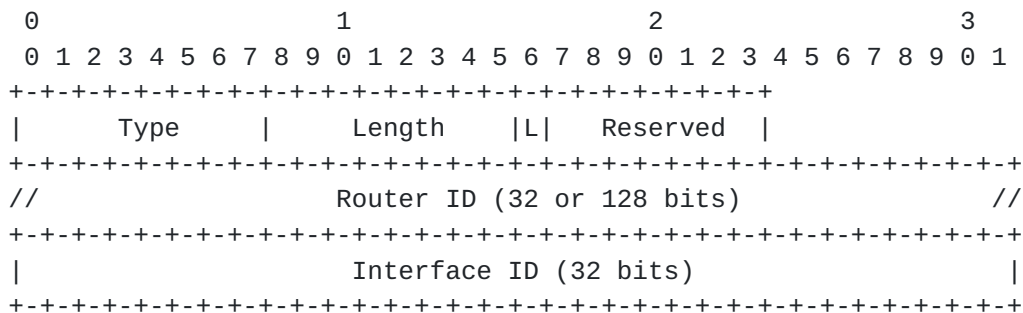 0                   1                   2                   3
 0 1 2 3 4 5 6 7 8 9 0 1 2 3 4 5 6 7 8 9 0 1 2 3 4 5 6 7 8 9 0 1
+-+-+-+-+-+-+-+-+-+-+-+-+-+-+-+-+-+-+-+-+-+-+-+-+
|      Type     |     Length    |L|   Reserved  |
+-+-+-+-+-+-+-+-+-+-+-+-+-+-+-+-+-+-+-+-+-+-+-+-+-+-+-+-+-+-+-+-+
//                   Router ID (32 or 128 bits)                //
+-+-+-+-+-+-+-+-+-+-+-+-+-+-+-+-+-+-+-+-+-+-+-+-+-+-+-+-+-+-+-+-+
|                     Interface ID (32 bits)                    |
+-+-+-+-+-+-+-+-+-+-+-+-+-+-+-+-+-+-+-+-+-+-+-+-+-+-+-+-+-+-+-+-+